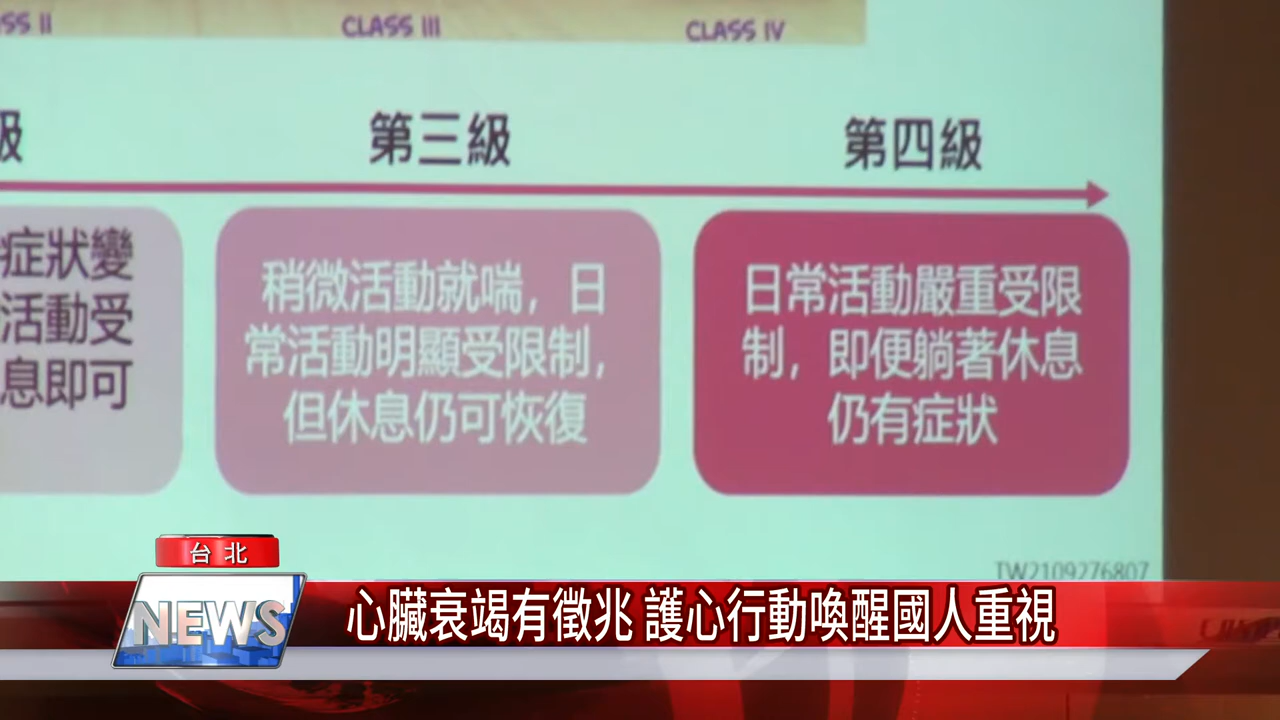 CLASS III
CLASS IV
第三級
第四級
症狀變
活動受
息即可
稍微活動就喘，日
常活動明顯受限制，
但休息仍可恢復
日常活動嚴重受限
制，即便躺著休息
仍有症狀
TW2109276807
台北
NEWS
心臟衰竭有徵兆 護心行動喚醒國人重視